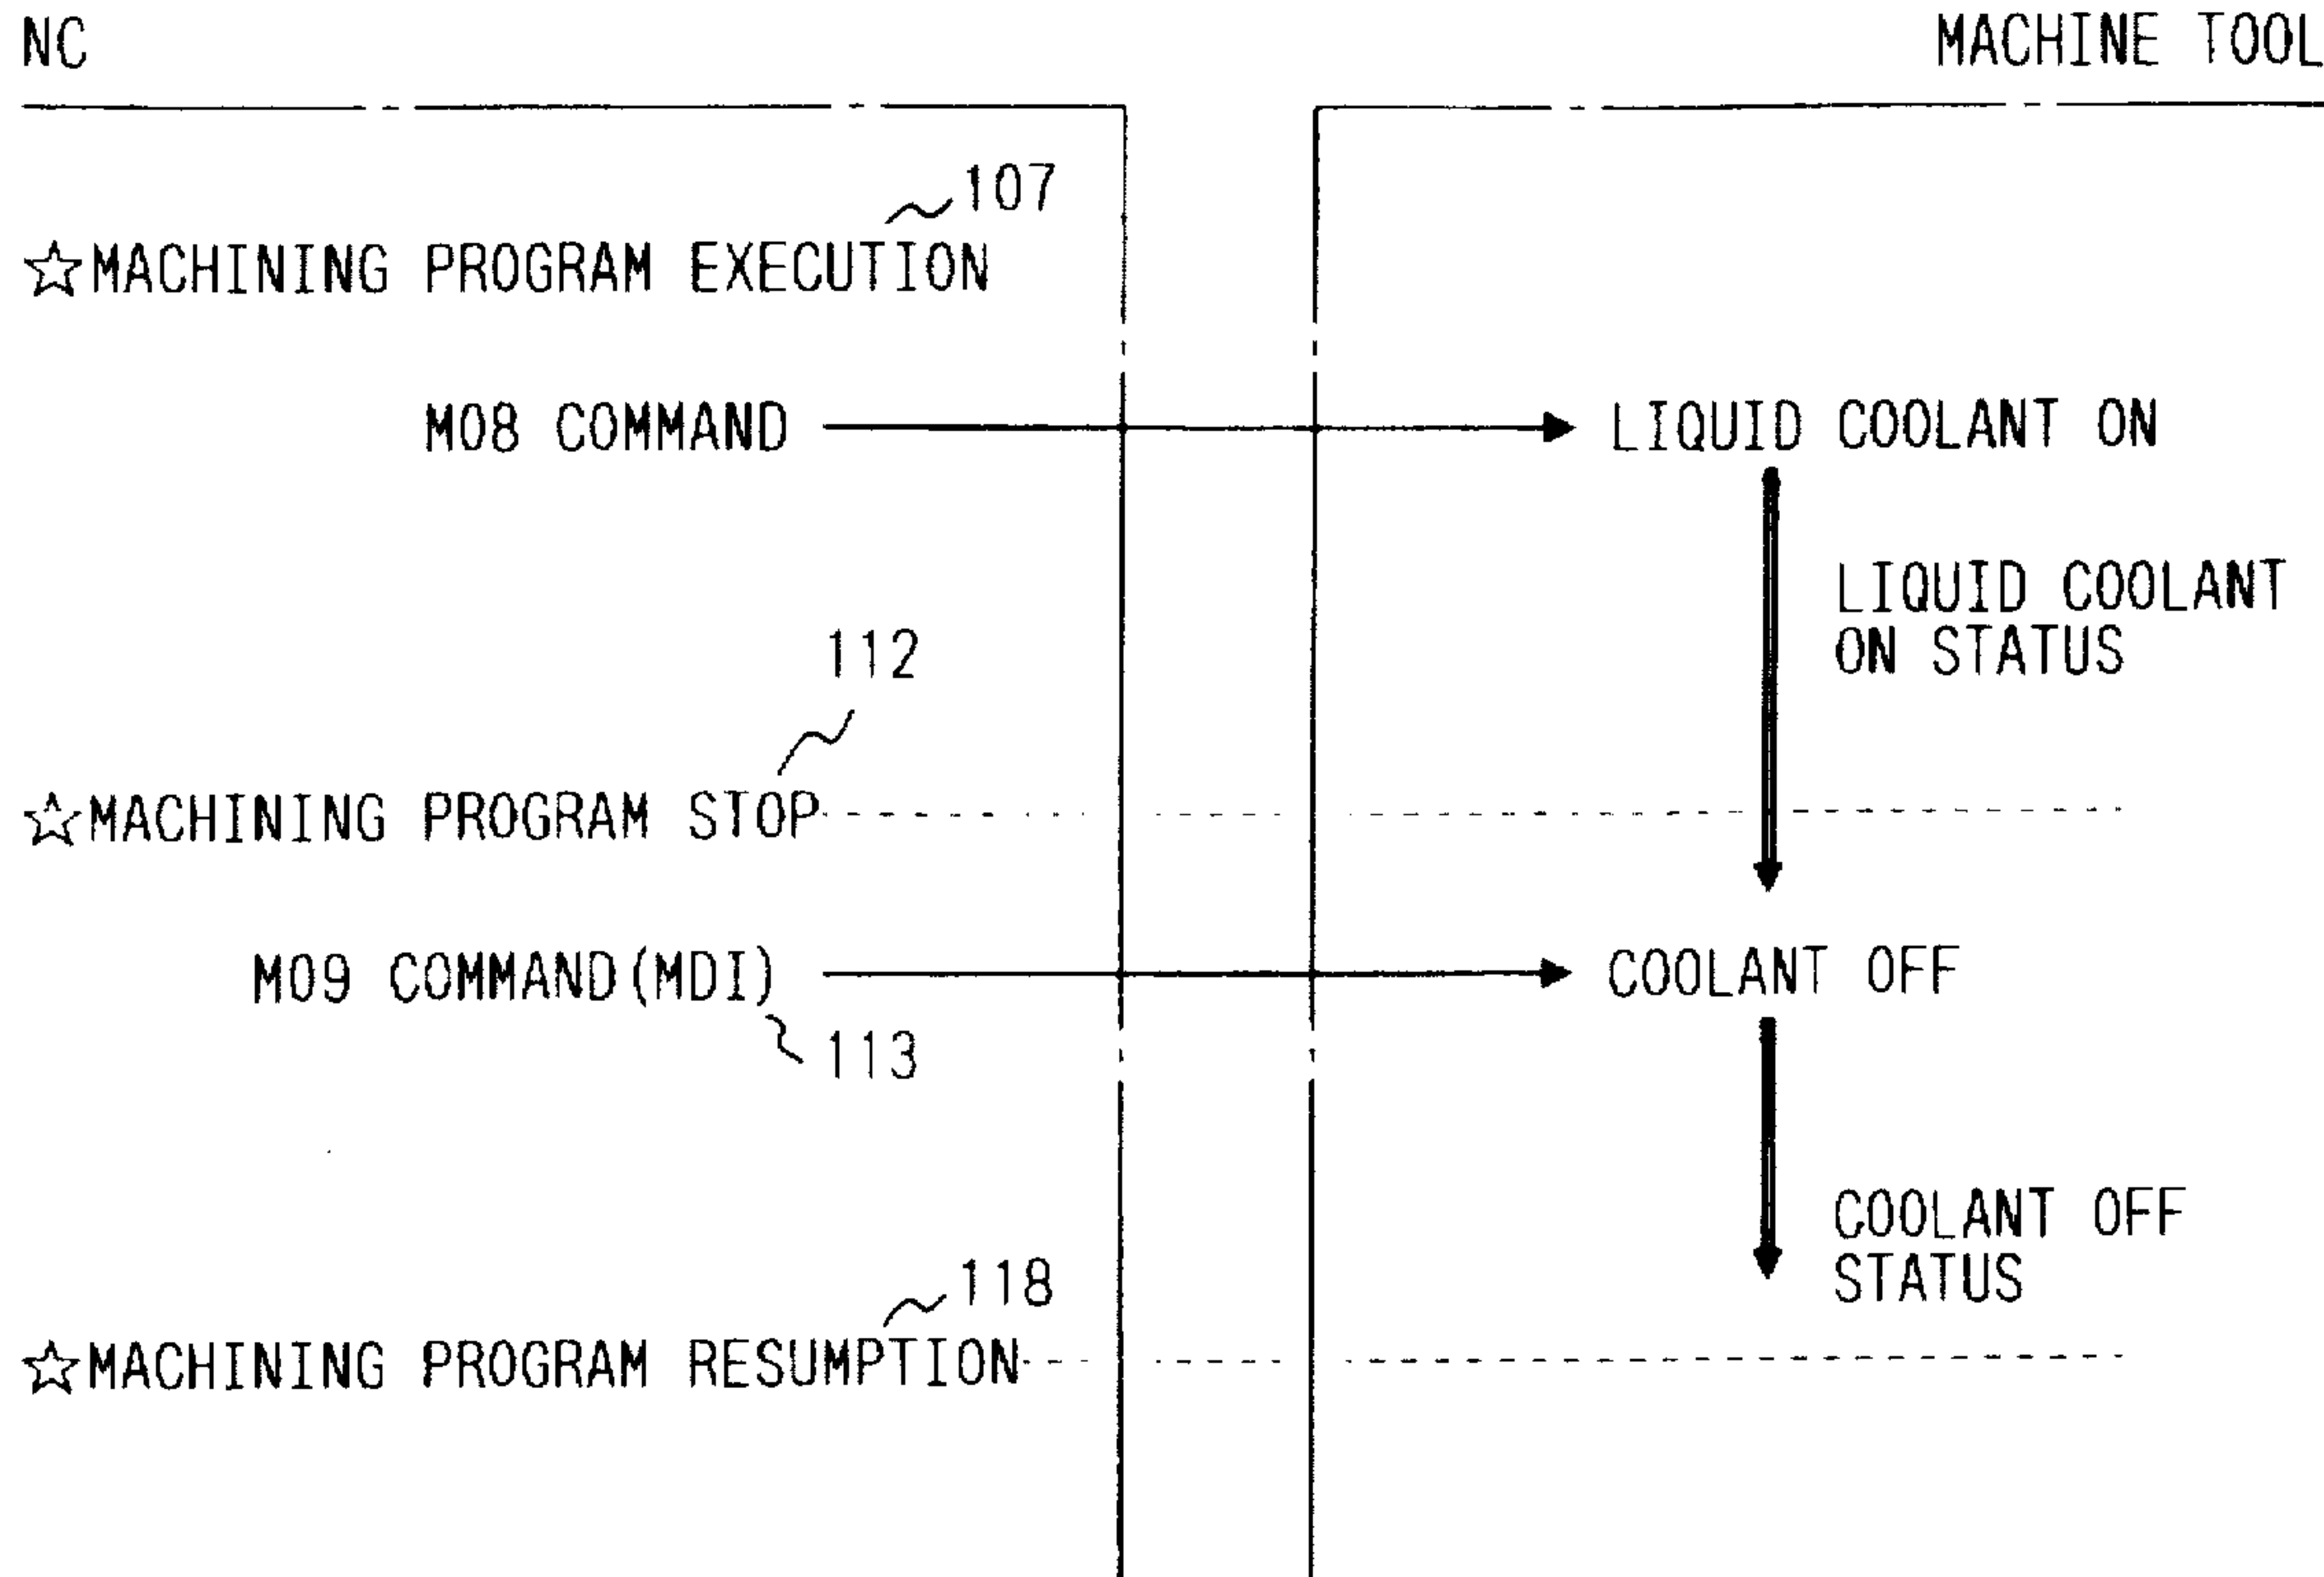 NC
MACHINE TOOL
107
☆MACHINING PROGRAM EXECUTION
M08 COMMAND
LIQUID COOLANT ON
LIQUID COOLANT
ON STATUS
112
☆MACHINING PROGRAM STOP
M09 COMMAND(MDI)
COOLANT OFF
113
COOLANT OFF
STATUS
118
☆MACHINING PROGRAM RESUMPTION